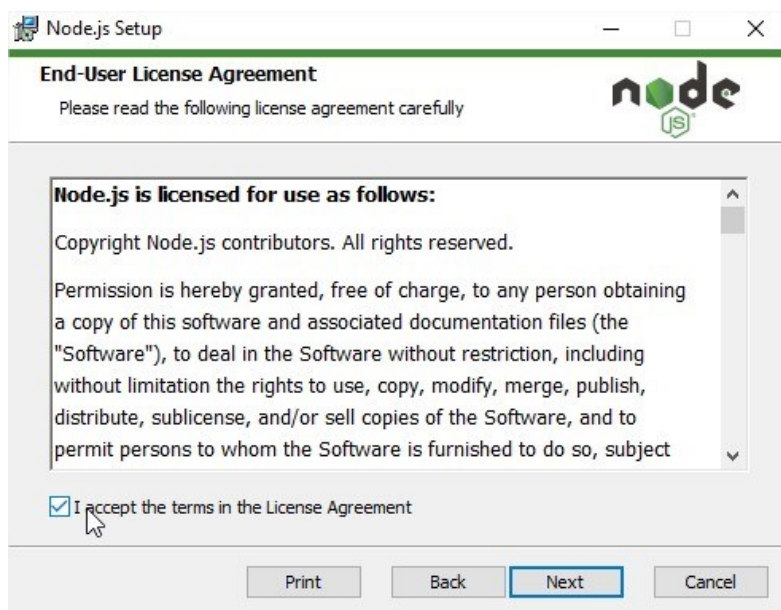 Node.js Setup
End-User License Agreement
Please read the following license agreement carefully
node
JS
Node.js is licensed for use as follows:
Copyright Node.js contributors. All rights reserved.
Permission is hereby granted, free of charge, to any person obtaining
a copy of this software and associated documentation files (the
"Software"), to deal in the Software without restriction, including
without limitation the rights to use, copy, modify, merge, publish,
distribute, sublicense, and/or sell copies of the Software, and to
permit persons to whom the Software is furnished to do so, subject
I accept the terms in the License Agreement
Print
Back
Next
Cancel